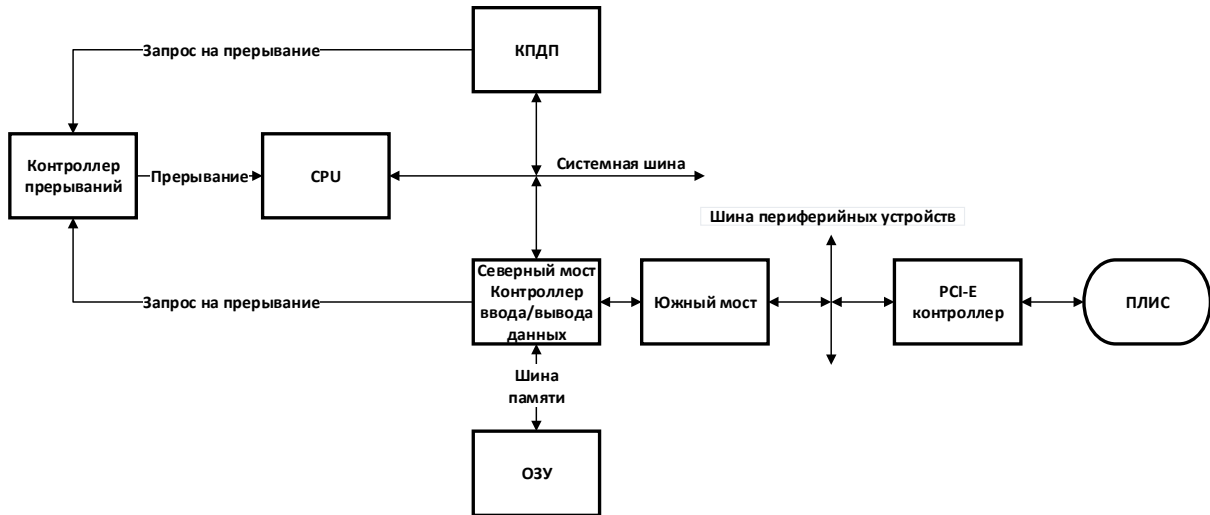 КПДП
Запрос на прерывание
Контроллер
прерываний
Прерывание
CPU
Системная шина
Шина периферийных устройств
Северный мост
Контроллер
ввода/вывода
данных
Запрос на прерывание
Южный мост
PCI-E
контроллер
ПЛИС
Шина
памяти
ОЗУ